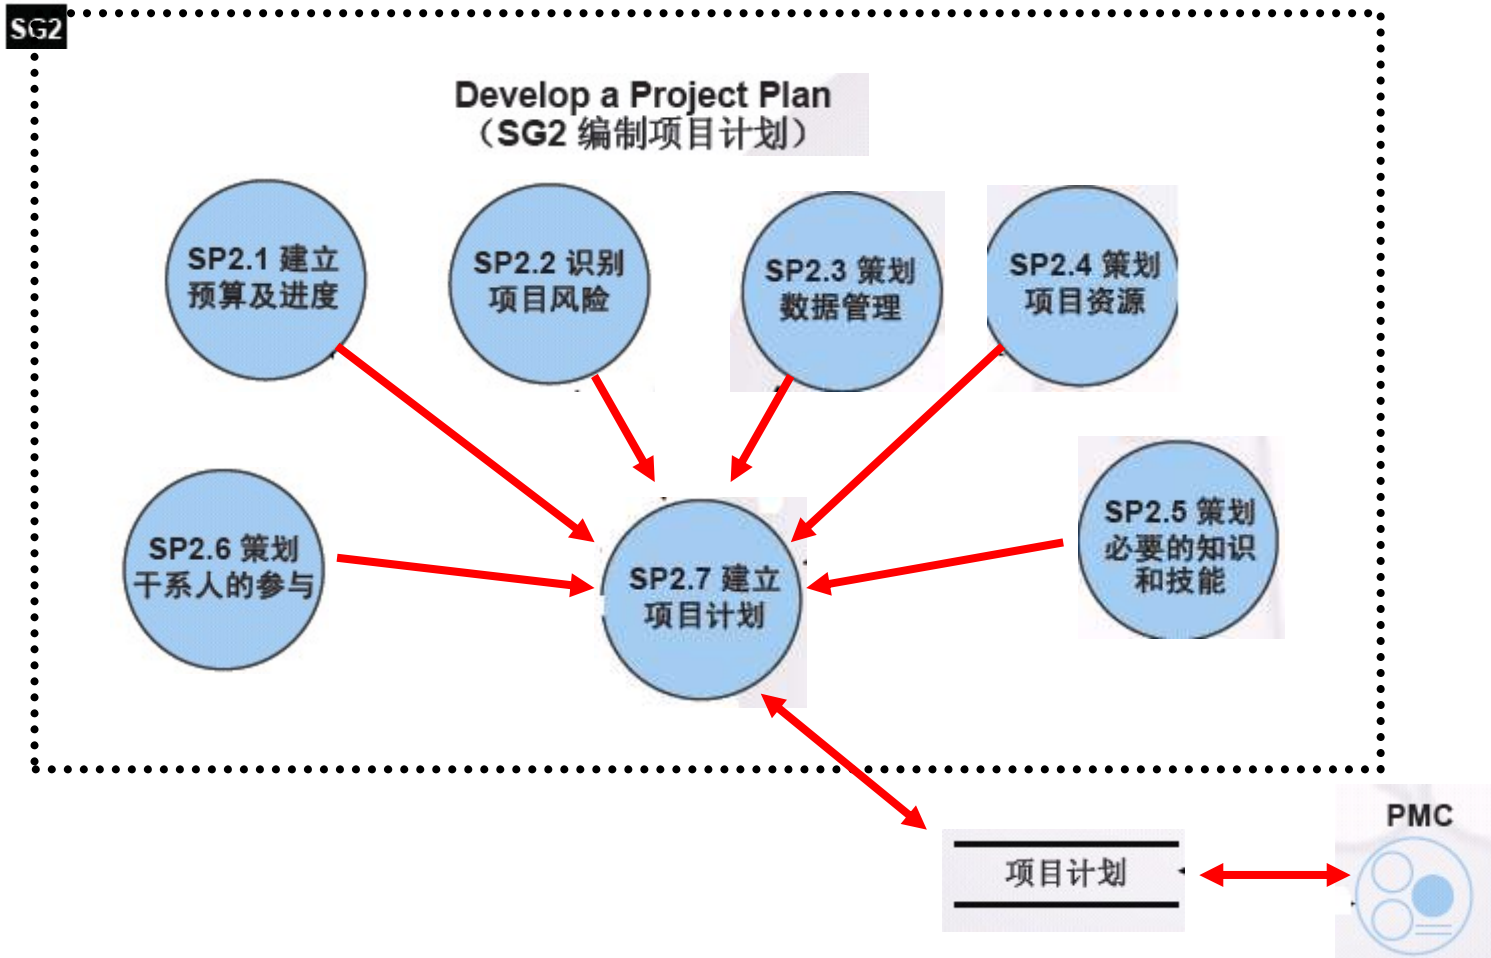 SG2
Develop a Project Plan
（SG2 编制项目计划）
SP2.1 建立
预算及进度
SP2.2 识别
项目风险
SP2.3 策划
数据管理
SP2.4 策划
项目资源
SP2.6 策划
干系人的参与
SP2.7 建立
项目计划
SP2.5 策划
必要的知识
和技能
项目计划
PMC